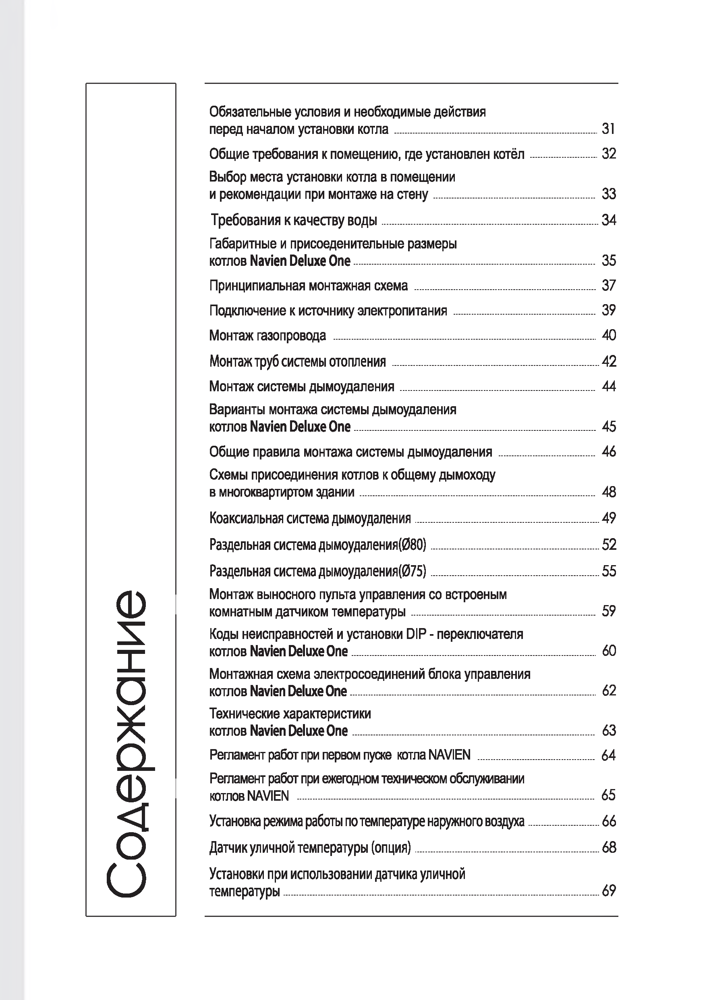 Содержание
Обязательные условия и необходимые действия
перед началом установки котла 31
Общие требования к помещению, где установлен котёл 32
Выбор места установки котла в помещении
и рекомендации при монтаже на стену 33
Требования к качеству воды 34
Габаритные и присоеденительные размеры
котлов Navien Deluxe One 35
Принципиальная монтажная схема 37
Подключение к источнику электропитания 39
Монтаж газопровода 40
Монтаж труб системы отопления 42
Монтаж системы дымоудаления 44
Варианты монтажа системы дымоудаления
котлов Navien Deluxe One 45
Общие правила монтажа системы дымоудаления 46
Схемы присоединения котлов к общему дымоходу
в многоквартиртом здании 48
Коаксиальная система дымоудаления 49
Раздельная система дымоудаления(Ø80) 52
Раздельная система дымоудаления(Ø75) 55
Монтаж выносного пульта управления со встроеным
комнатным датчиком температуры 59
Коды неисправностей и установки DIP - переключателя
котлов Navien Deluxe One 60
Монтажная схема электросоединений блока управления
котлов Navien Deluxe One 62
Технические характеристики
котлов Navien Deluxe One 63
Регламент работ при первом пуске котла NAVIEN 64
Регламент работ при ежегодном техническом обслуживании
котлов NAVIEN 65
Установка режима работы по температуре наружного воздуха 66
Датчик уличной температуры (опция) 68
Установки при использовании датчика уличной
температуры 69